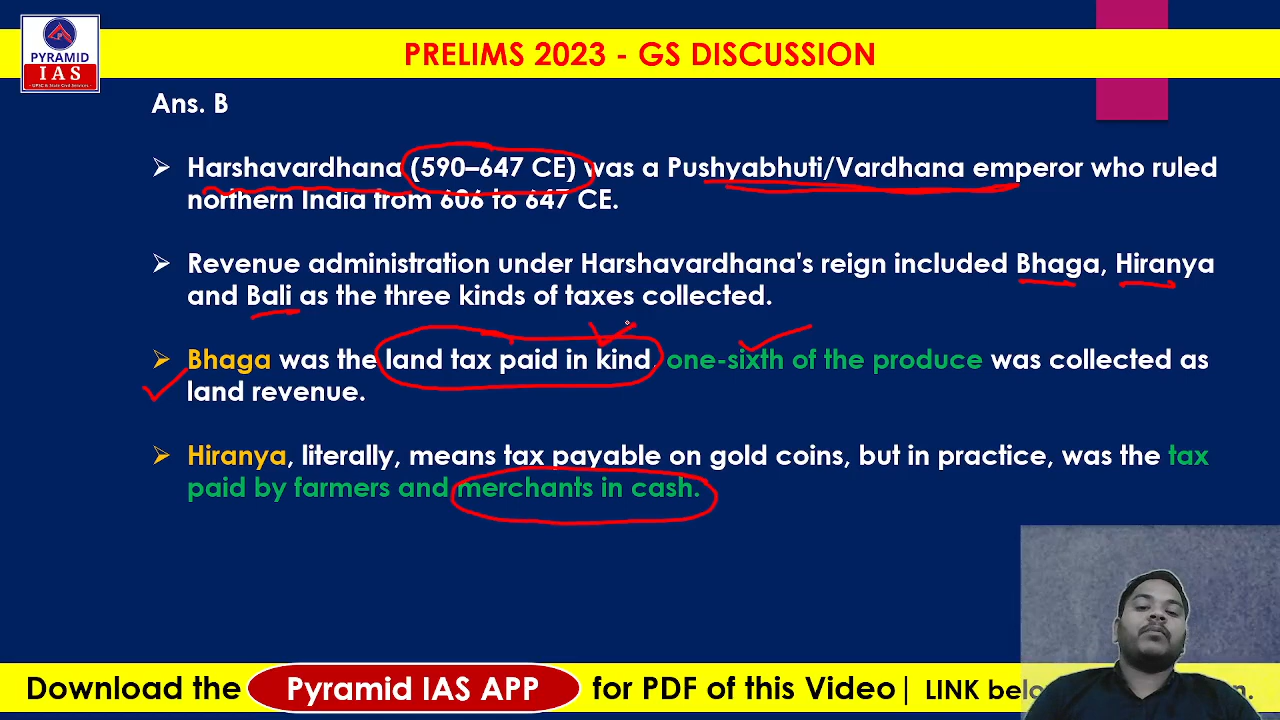 PYRAMID
IAS
PRELIMS 2023 - GS DISCUSSION
Ans. B
Harshavardhana (590–647 CE) was a Pushyabhuti/Vardhana emperor who ruled
northern India from 606 to 647 CE.
Revenue administration under Harshavardhana's reign included Bhaga, Hiranya
and Bali as the three kinds of taxes collected.
Bhaga was the land tax paid in kind, one-sixth of the produce was collected as
land revenue.
Hiranya, literally, means tax payable on gold coins, but in practice, was the tax
paid by farmers and merchants in cash.
Download the Pyramid IAS APP for PDF of this Video| LINK